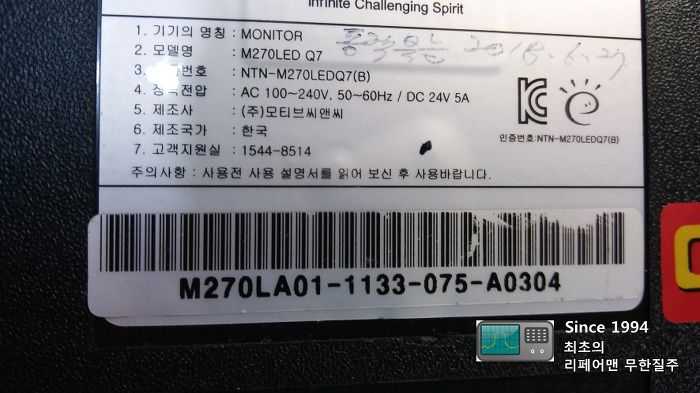 Infinite Challenging Spirit
1. 기기의 명칭 : MONITOR
2. 모델명 : M270LED Q7 2018. 6. 27
3. 번호 : NTN-M270LEDQ7(B)
4. 정격전압 : AC 100~240V, 50~60Hz / DC 24V 5A
5. 제조사 : (주)모티브씨앤씨
6. 제조국가 : 한국
7. 고객지원실 : 1544-8514
인증번호:NTN-M270LEDQ7(B)
주의사항 : 사용전 사용 설명서를 읽어 보신 후 사용바랍니다.
M270LA01-1133-075-A0304
Since 1994
최초의
리페어맨 무한질주